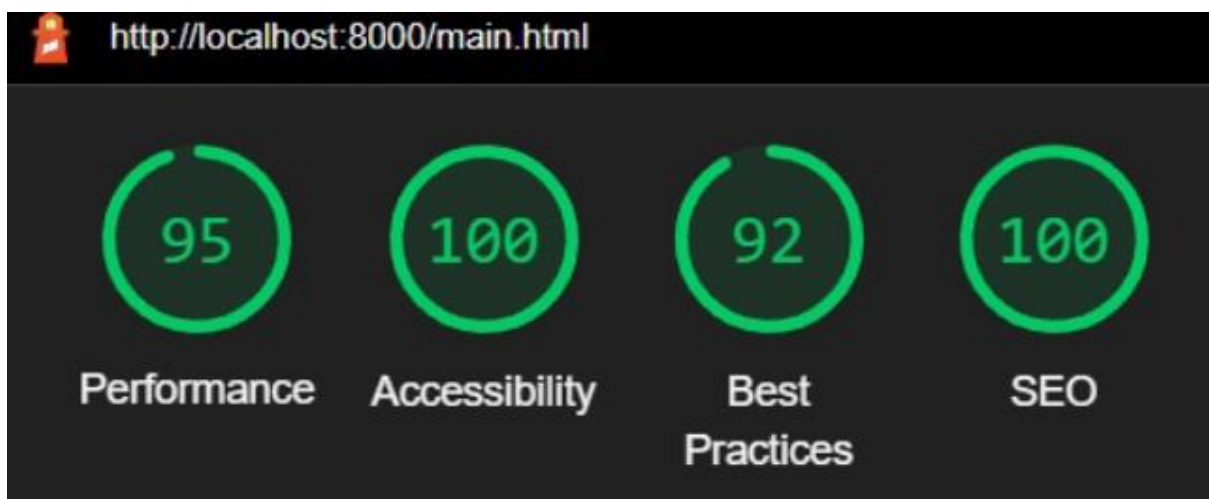 http://localhost:8000/main.html
95
100
92
100
Performance
Accessibility
Best
Practices
SEO